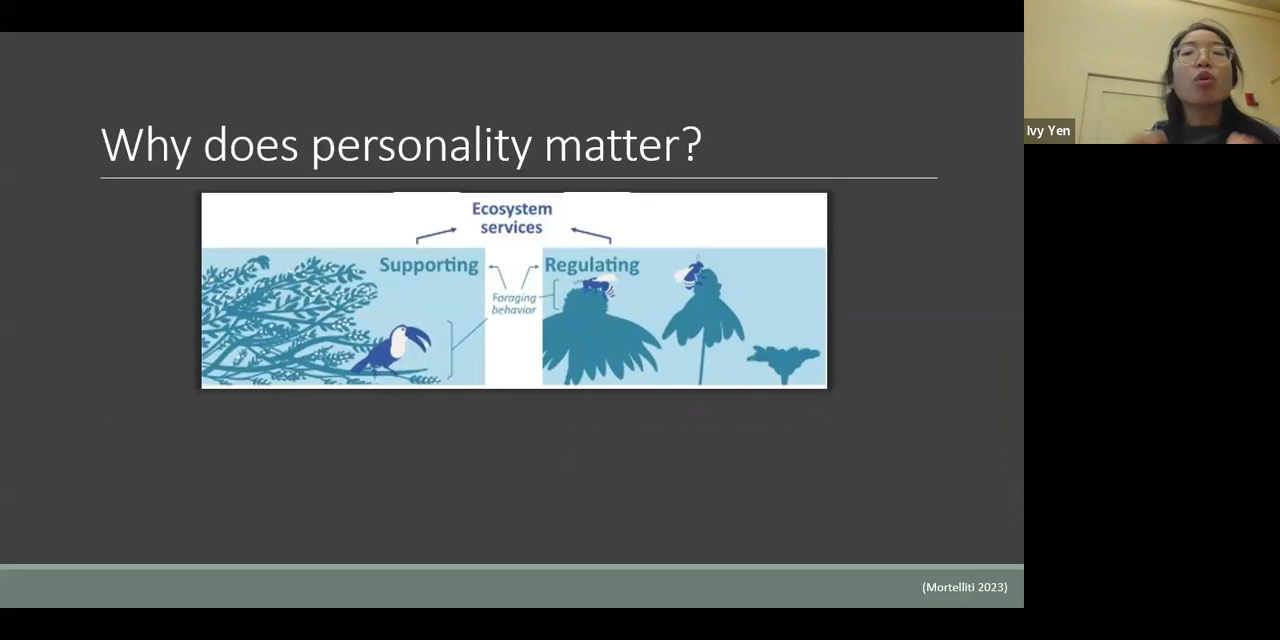 Why does personality matter?
Ecosystem
services
Supporting
Regulating
Foraging
behavior
(Mortelliti 2023)
Ivy Yen